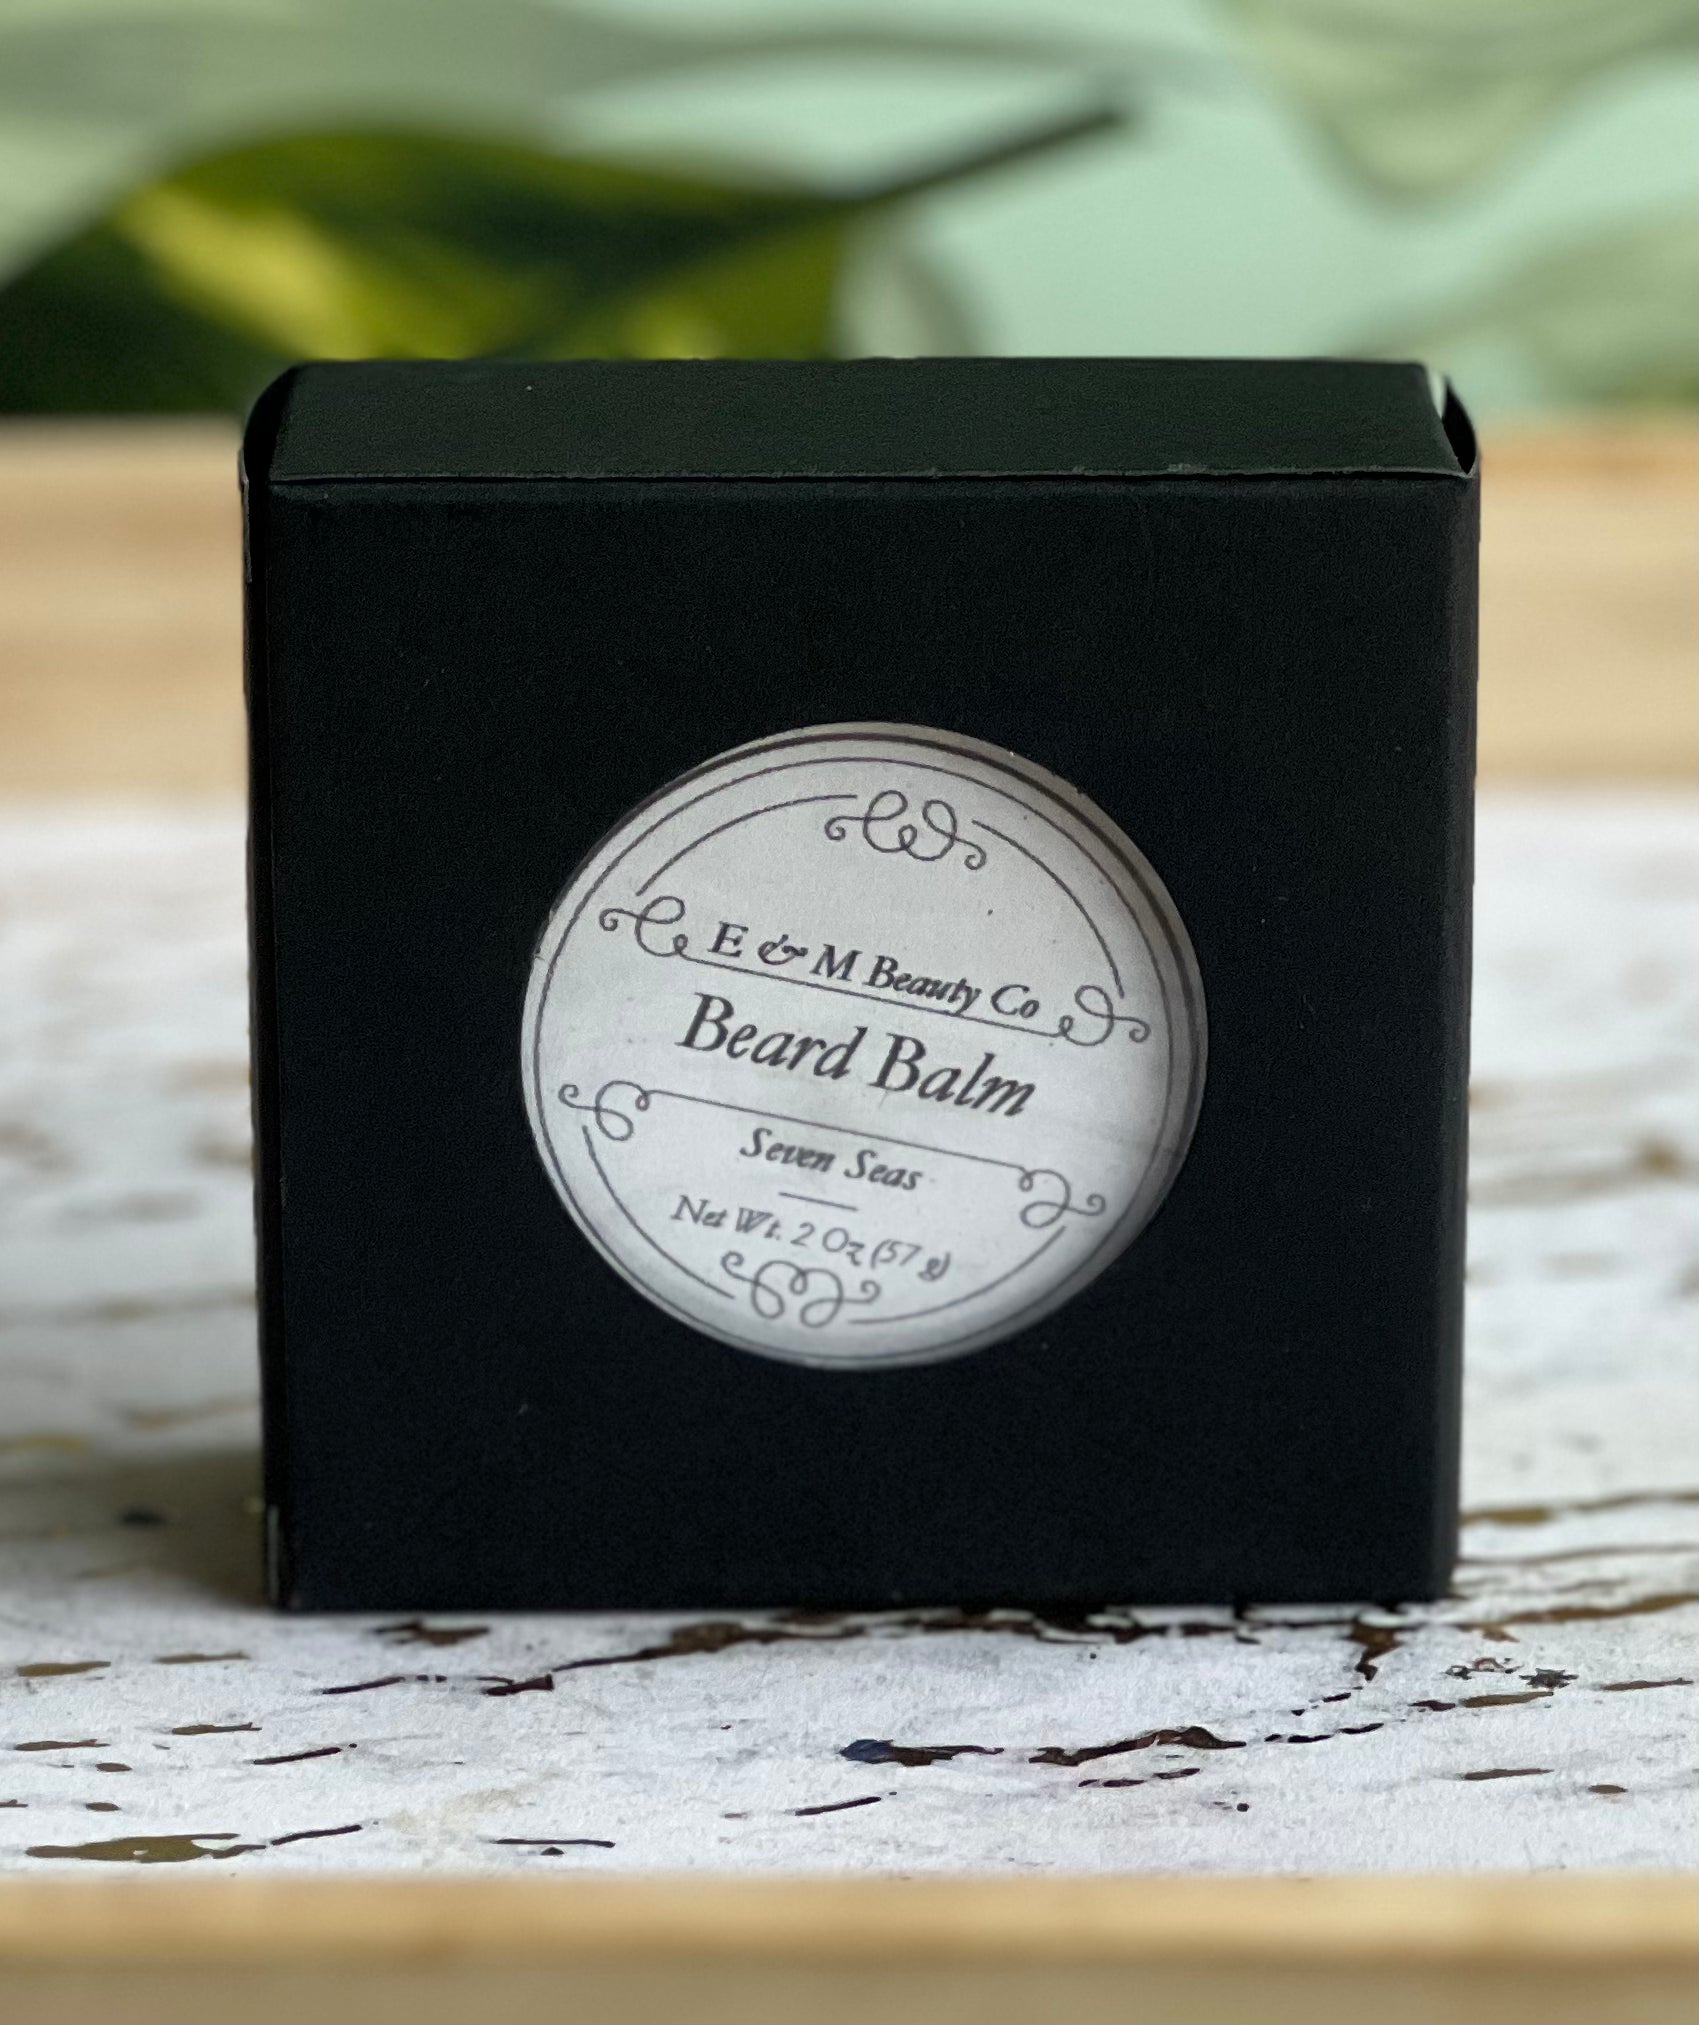 E & M Beauty Co
Beard Balm
Seven Seas
Net Wt. 2 Oz (57 g)